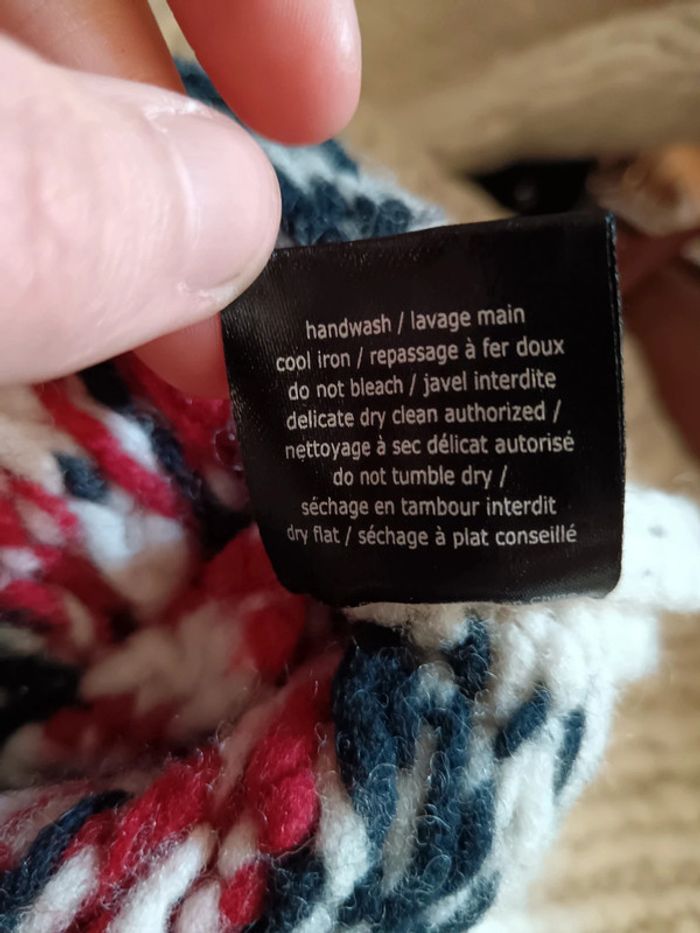 handwash / lavage main
cool iron / repassage à fer doux
do not bleach / javel interdite
delicate dry clean authorized /
nettoyage à sec délicat autorisé
do not tumble dry /
séchage en tambour interdit
dry flat / séchage à plat conseillé